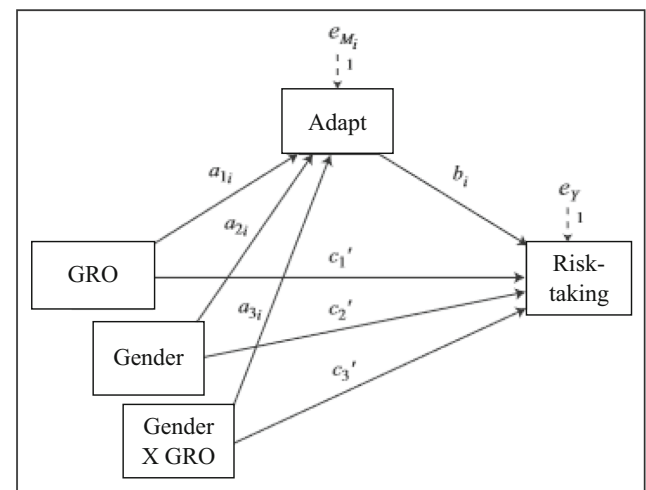 e_{M_i}
1
Adapt
a_{1i}
b_i
a_{2i}
e_Y
1
GRO
c_1'
Risk-
taking
a_{3i}
c_2'
Gender
c_3'
Gender
X GRO